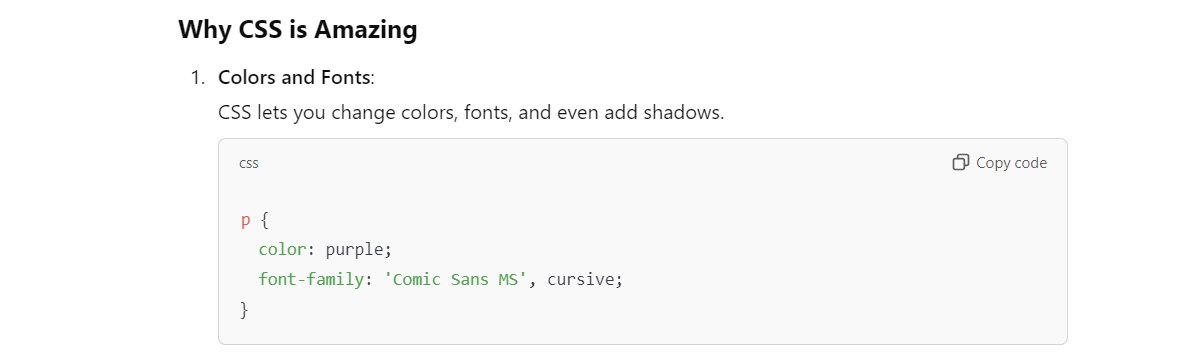 Why CSS is Amazing
1. Colors and Fonts:
CSS lets you change colors, fonts, and even add shadows.
css Copy code
p {
  color: purple;
  font-family: 'Comic Sans MS', cursive;
}